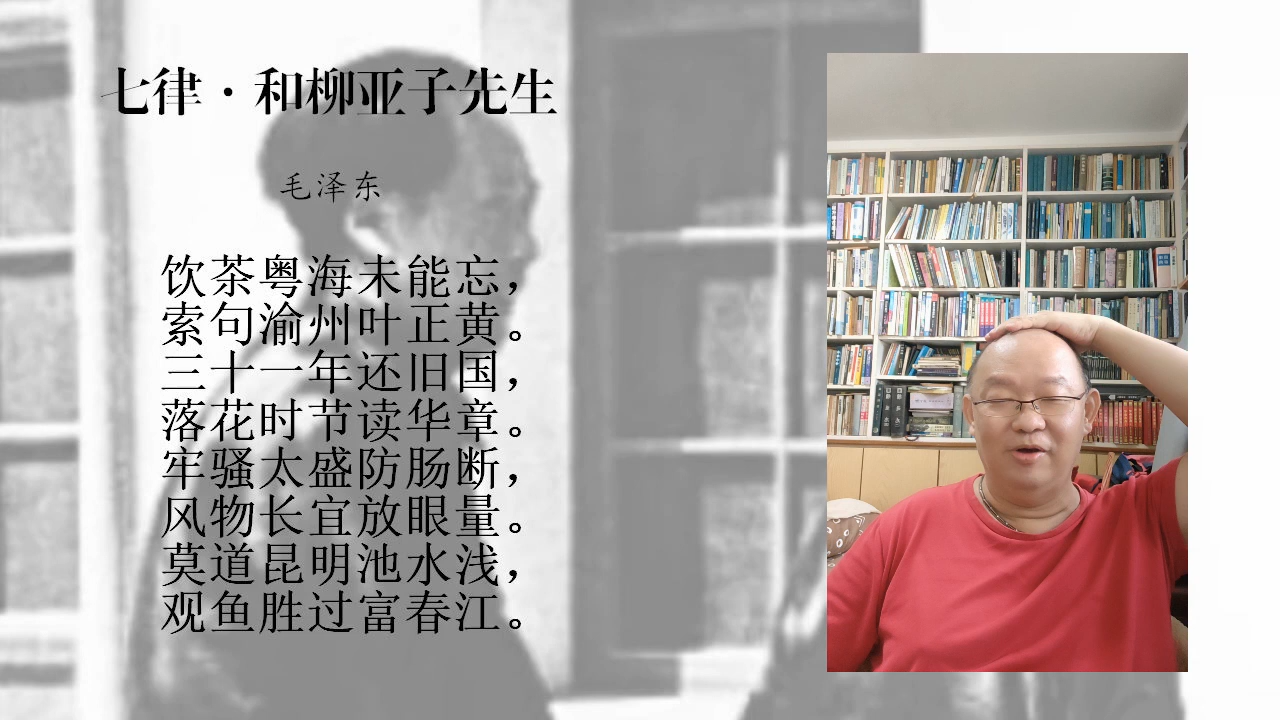 七律·和柳亚子先生
毛泽东
饮茶粤海未能忘，
索句渝州叶正黄。
三十一年还旧国，
落花时节读华章。
牢骚太盛防肠断，
风物长宜放眼量。
莫道昆明池水浅，
观鱼胜过富春江。